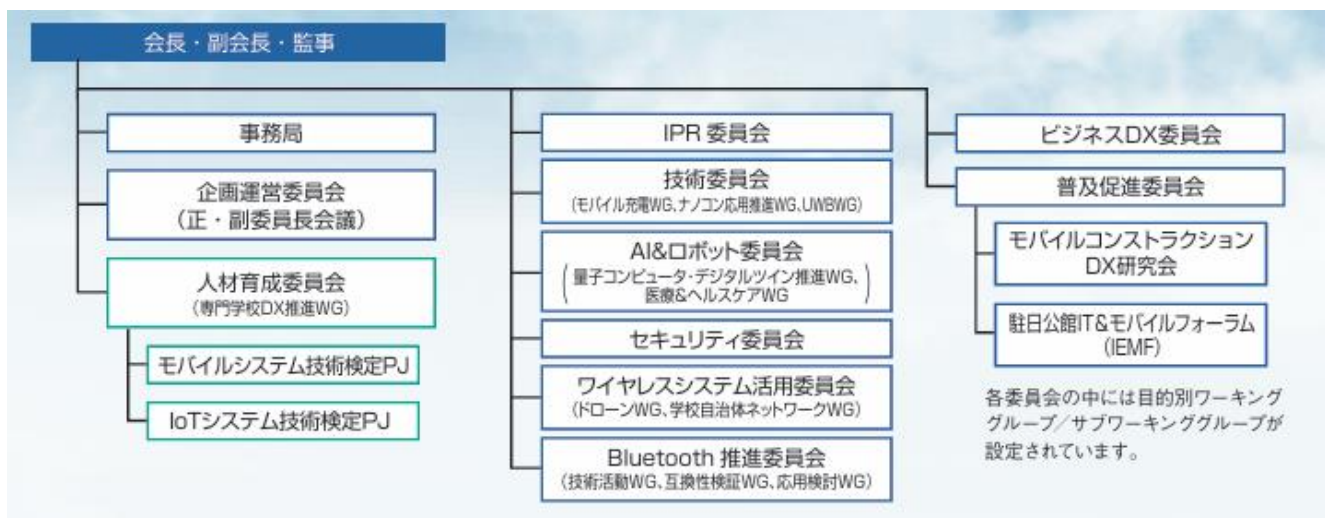 会長・副会長・監事
事務局
企画運営委員会
(正・副委員長会議)
人材育成委員会
(専門学校DX推進WG)
モバイルシステム技術検定PJ
IoTシステム技術検定PJ
IPR 委員会
技術委員会
(モバイル充電WG、ナノコン応用推進WG、UWBWG)
AI&ロボット委員会
(量子コンピュータ・デジタルツイン推進WG、
医療&ヘルスケアWG)
セキュリティ委員会
ワイヤレスシステム活用委員会
(ドローンWG、学校自治体ネットワークWG)
Bluetooth 推進委員会
(技術活動WG、互換性検証WG、応用検討WG)
ビジネスDX委員会
普及促進委員会
モバイルコンストラクション
DX研究会
駐日公館IT&モバイルフォーラム
(IEMF)
各委員会の中には目的別ワーキング
グループ/サブワーキンググループが
設定されています。